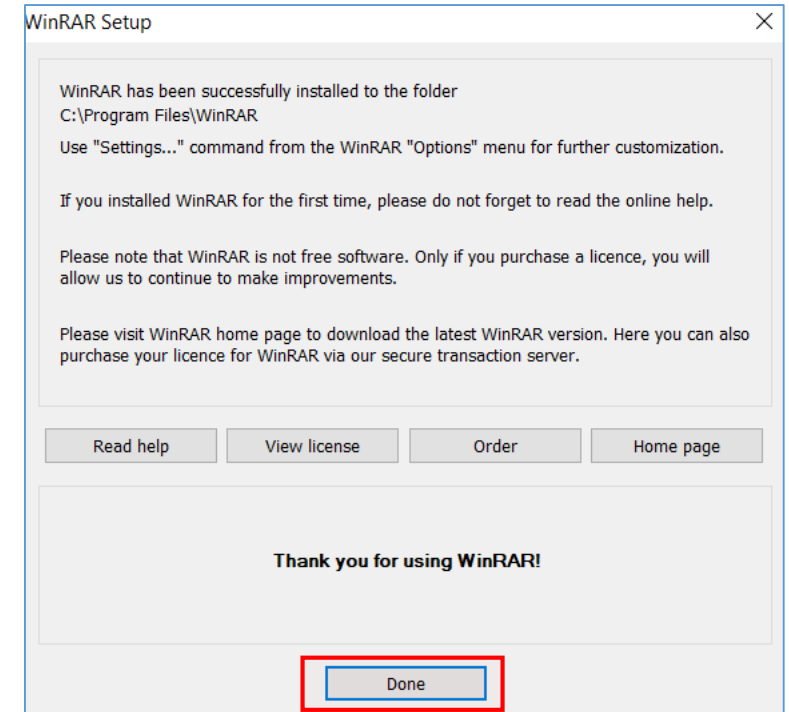 WinRAR Setup
WinRAR has been successfully installed to the folder
C:\Program Files\WinRAR
Use "Settings..." command from the WinRAR "Options" menu for further customization.
If you installed WinRAR for the first time, please do not forget to read the online help.
Please note that WinRAR is not free software. Only if you purchase a licence, you will
allow us to continue to make improvements.
Please visit WinRAR home page to download the latest WinRAR version. Here you can also
purchase your licence for WinRAR via our secure transaction server.
Read help View license Order Home page
Thank you for using WinRAR!
Done